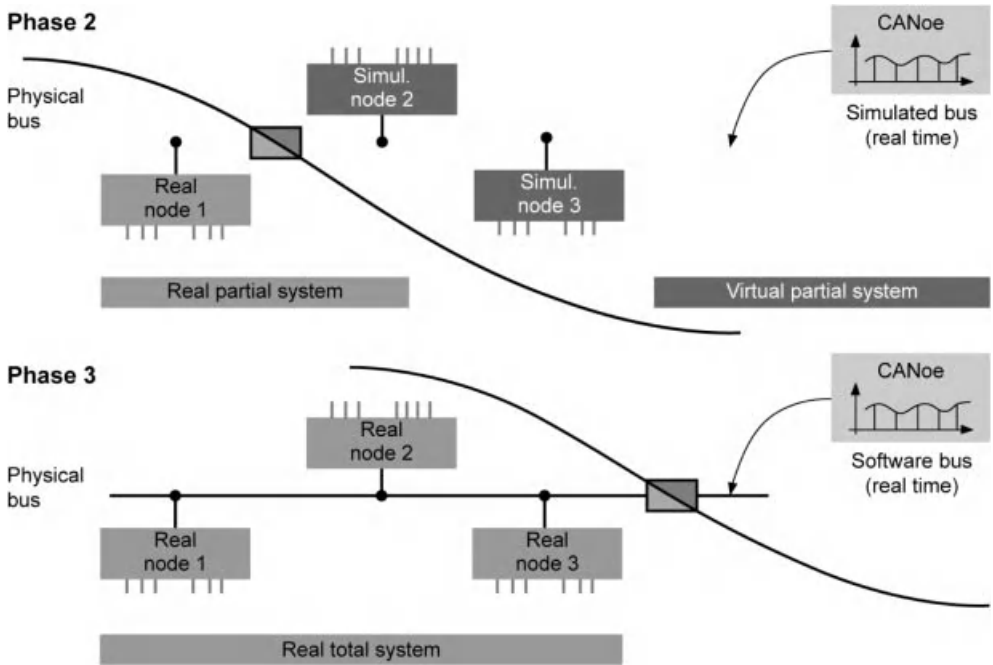 Phase 2
Physical
bus
Simul.
node 2
CANoe
Simulated bus
(real time)
Real
node 1
Simul.
node 3
Real partial system
Virtual partial system
Phase 3
CANoe
Real
node 2
Physical
bus
Software bus
(real time)
Real
node 1
Real
node 3
Real total system